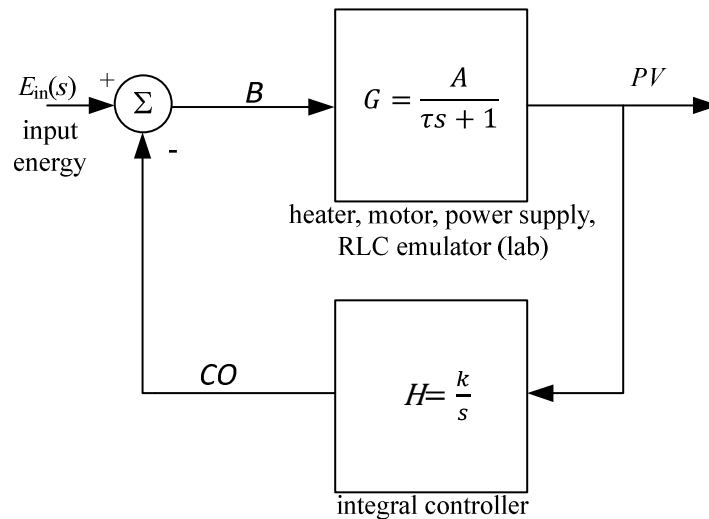 E_in(s)
input
energy
+
-
Σ
B
G = A / (τs + 1)
heater, motor, power supply,
RLC emulator (lab)
PV
CO
H= k/s
integral controller